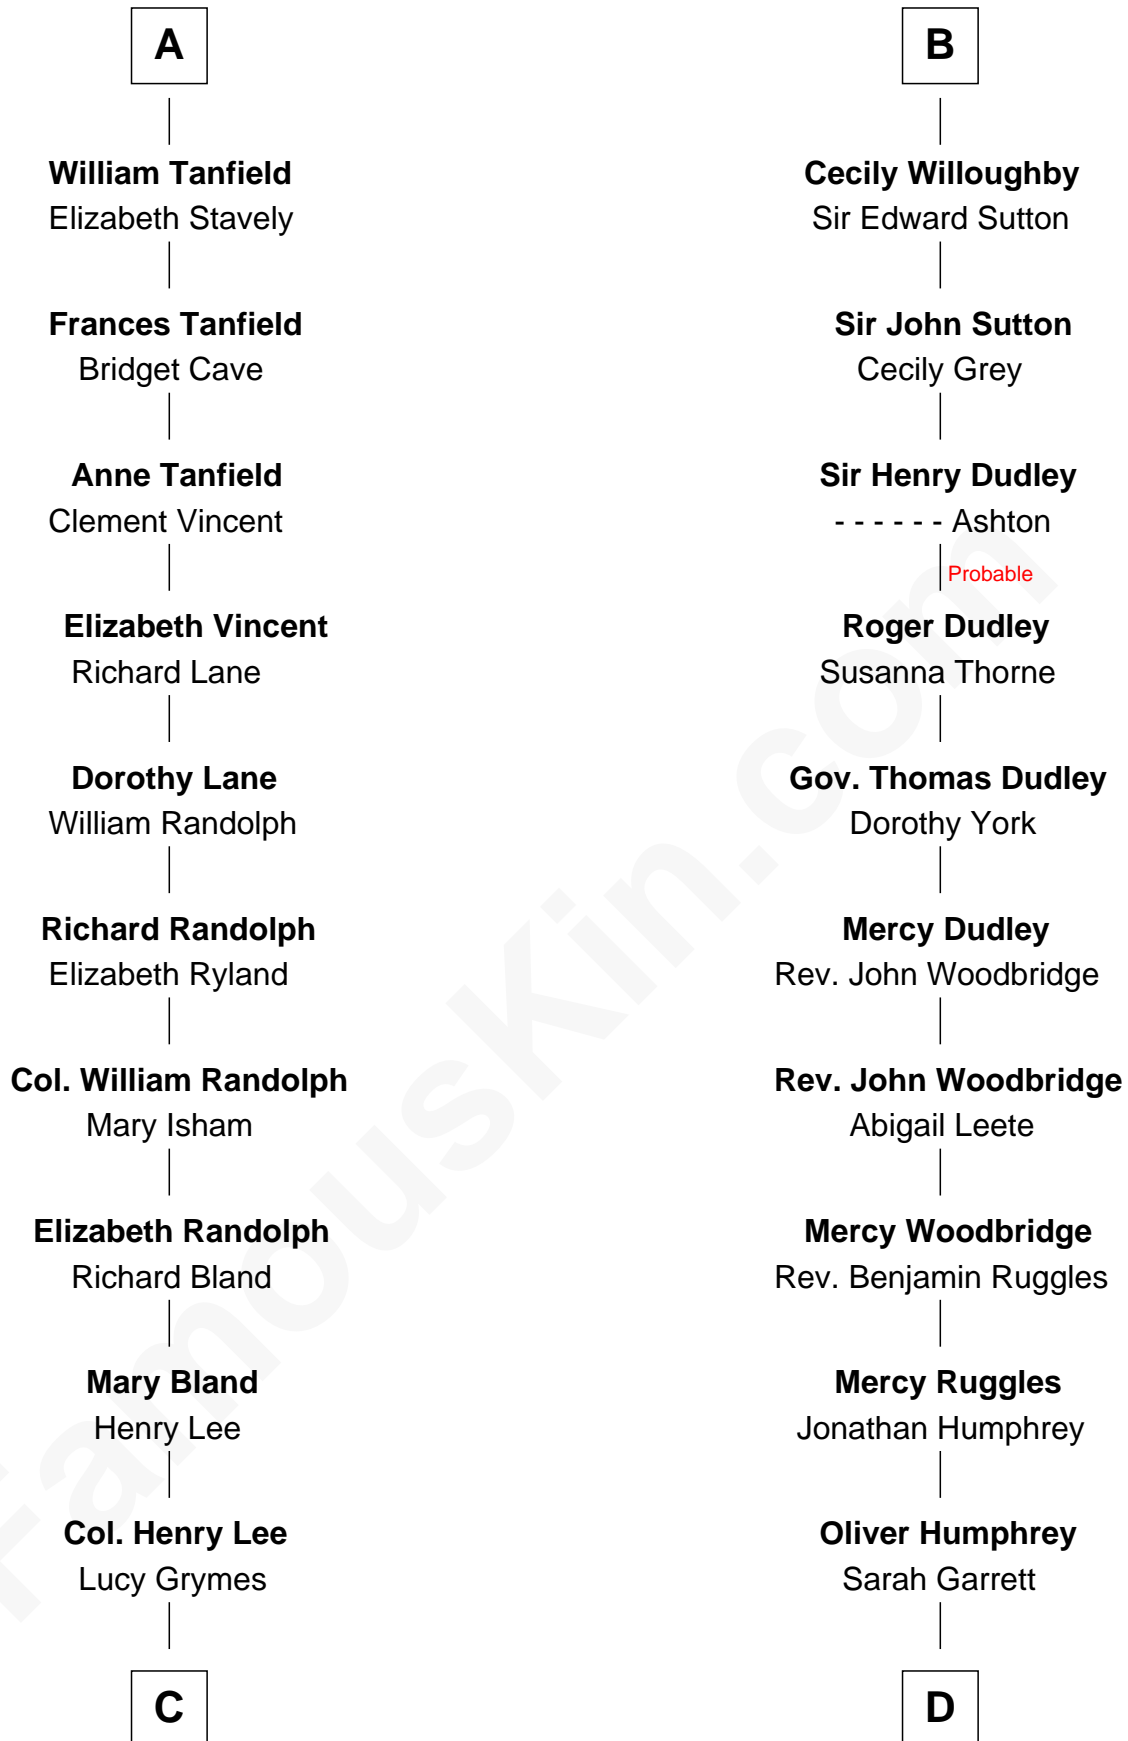 A
William Tanfield
Elizabeth Stavely
Frances Tanfield
Bridget Cave
Anne Tanfield
Clement Vincent
Elizabeth Vincent
Richard Lane
Dorothy Lane
William Randolph
Richard Randolph
Elizabeth Ryland
Col. William Randolph
Mary Isham
Elizabeth Randolph
Richard Bland
Mary Bland
Henry Lee
Col. Henry Lee
Lucy Grymes
C
B
Cecily Willoughby
Sir Edward Sutton
Sir John Sutton
Cecily Grey
Sir Henry Dudley
- - - - - - Ashton
Probable
Roger Dudley
Susanna Thorne
Gov. Thomas Dudley
Dorothy York
Mercy Dudley
Rev. John Woodbridge
Rev. John Woodbridge
Abigail Leete
Mercy Woodbridge
Rev. Benjamin Ruggles
Mercy Ruggles
Jonathan Humphrey
Oliver Humphrey
Sarah Garrett
D
FamousKin.com